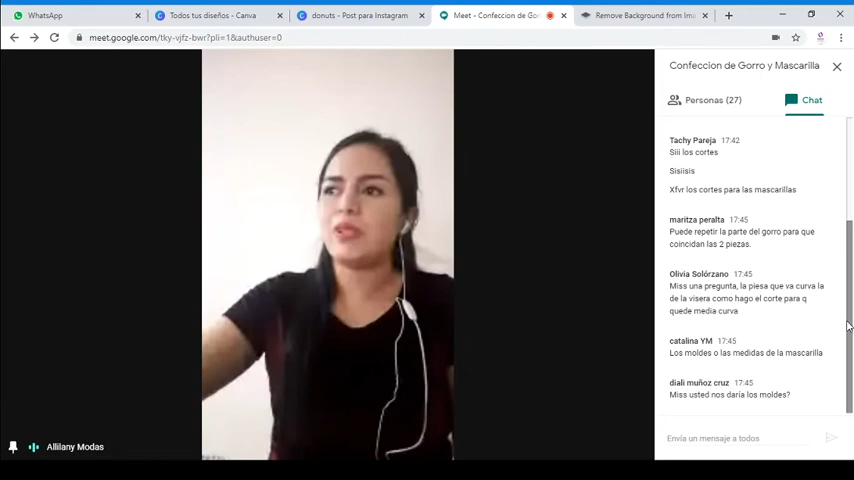 WhatsApp
Todos tus diseños - Canva
donuts - Post para Instagram
Meet - Confeccion de Go
Remove Background from Ima
meet.google.com/tky-vjfz-bwr?pli=1&authuser=0
Confeccion de Gorro y Mascarilla
Personas (27)
Chat
Tachy Pareja 17:42
Siii los cortes
Sisiisis
Xfvr los cortes para las mascarillas
maritza peralta 17:45
Puede repetir la parte del gorro para que
coincidan las 2 piezas.
Olivia Solórzano 17:45
Miss una pregunta, la piesa que va curva la
de la visera como hago el corte para q
quede media curva
catalina YM 17:45
Los moldes o las medidas de la mascarilla
diali muñoz cruz 17:45
Miss usted nos daría los moldes?
Envía un mensaje a todos
Allilany Modas